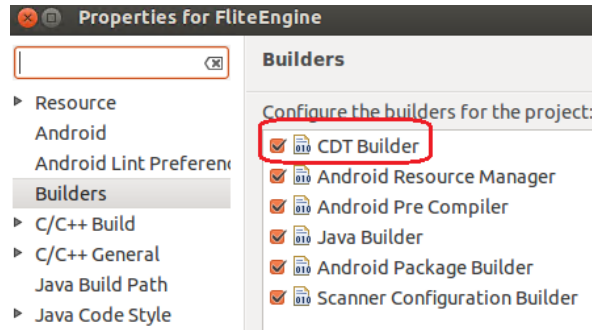 Properties for FliteEngine
Builders
Resource
Android
Android Lint Preferen
Builders
C/C++ Build
C/C++ General
Java Build Path
Java Code Style
Configure the builders for the project:
CDT Builder
Android Resource Manager
Android Pre Compiler
Java Builder
Android Package Builder
Scanner Configuration Builder